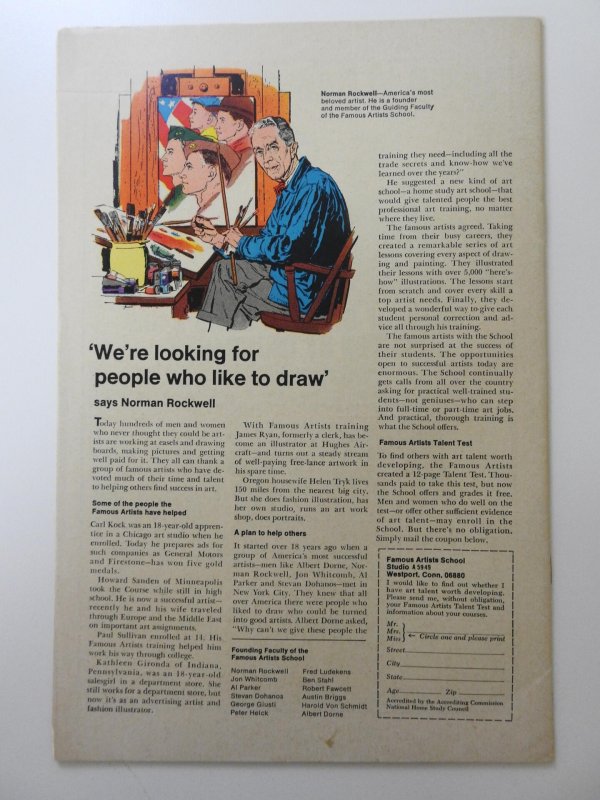 Norman Rockwell—America's most
beloved artist. He is a founder
and member of the Guiding Faculty
of the Famous Artists School.
'We're looking for
people who like to draw'
says Norman Rockwell
Today hundreds of men and women
who never thought they could be art-
ists are working at easels and drawing
boards, making pictures and getting
well paid for it. They all can thank a
group of famous artists who have de-
voted much of their time and talent
to helping others find success in art.
Some of the people the
Famous Artists have helped
Carl Kock was an 18-year-old appren-
tice in a Chicago art studio when he
enrolled. Today he prepares ads for
such companies as General Motors
and Firestone—has won five gold
medals.
Howard Sanden of Minneapolis
took the Course while still in high
school. He is now a successful artist—
recently he and his wife traveled
through Europe and the Middle East
on important art assignments.
Paul Sullivan enrolled at 14. His
Famous Artists training helped him
work his way through college.
Kathleen Gironda of Indiana,
Pennsylvania, was an 18-year-old
salesgirl in a department store. She
still works for a department store, but
now it's as an advertising artist and
fashion illustrator.
With Famous Artists training
James Ryan, formerly a clerk, has be-
come an illustrator at Hughes Air-
craft—and turns out a steady stream
of well-paying free-lance artwork in
his spare time.
Oregon housewife Helen Tryk lives
150 miles from the nearest big city.
But she does fashion illustration, has
her own studio, runs an art work
shop, does portraits.
A plan to help others
It started over 18 years ago when a
group of America's most successful
artists—men like Albert Dorne, Nor-
man Rockwell, Jon Whitcomb, Al
Parker and Stevan Dohanos—met in
New York City. They knew that all
over America there were people who
liked to draw who could be turned
into good artists. Albert Dorne asked,
"Why can't we give these people the
Founding Faculty of the
Famous Artists School
Norman Rockwell
Jon Whitcomb
Al Parker
Stevan Dohanos
George Giusti
Peter Helck
Fred Ludekens
Ben Stahl
Robert Fawcett
Austin Briggs
Harold Von Schmidt
Albert Dorne
training they need—including all the
trade secrets and know-how we've
learned over the years?"
He suggested a new kind of art
school—a home study art school—that
would give talented people the best
professional art training, no matter
where they live.
The famous artists agreed. Taking
time from their busy careers, they
created a remarkable series of art
lessons covering every aspect of draw-
ing and painting. They illustrated
their lessons with over 5,000 "here's-
how" illustrations. The lessons start
from scratch and cover every skill a
top artist needs. Finally, they de-
veloped a wonderful way to give each
student personal correction and ad-
vice all through his training.
The famous artists with the School
are not surprised at the success of
their students. The opportunities
open to successful artists today are
enormous. The School continually
gets calls from all over the country
asking for practical well-trained stu-
dents—not geniuses—who can step
into full-time or part-time art jobs.
And practical, thorough training is
what the School offers.
Famous Artists Talent Test
To find others with art talent worth
developing, the Famous Artists
created a 12-page Talent Test. Thou-
sands paid to take this test, but now
the School offers and grades it free.
Men and women who do well on the
test—or offer other sufficient evidence
of art talent—may enroll in the
School. But there's no obligation.
Simply mail the coupon below.
Famous Artists School
Studio A5945
Westport, Conn. 06880
I would like to find out whether I
have art talent worth developing.
Please send me, without obligation,
your Famous Artists Talent Test and
information about your courses.
Mr.
Mrs.
Miss
← Circle one and please print
Street
City
State
Age Zip
Accredited by the Accrediting Commission
National Home Study Council